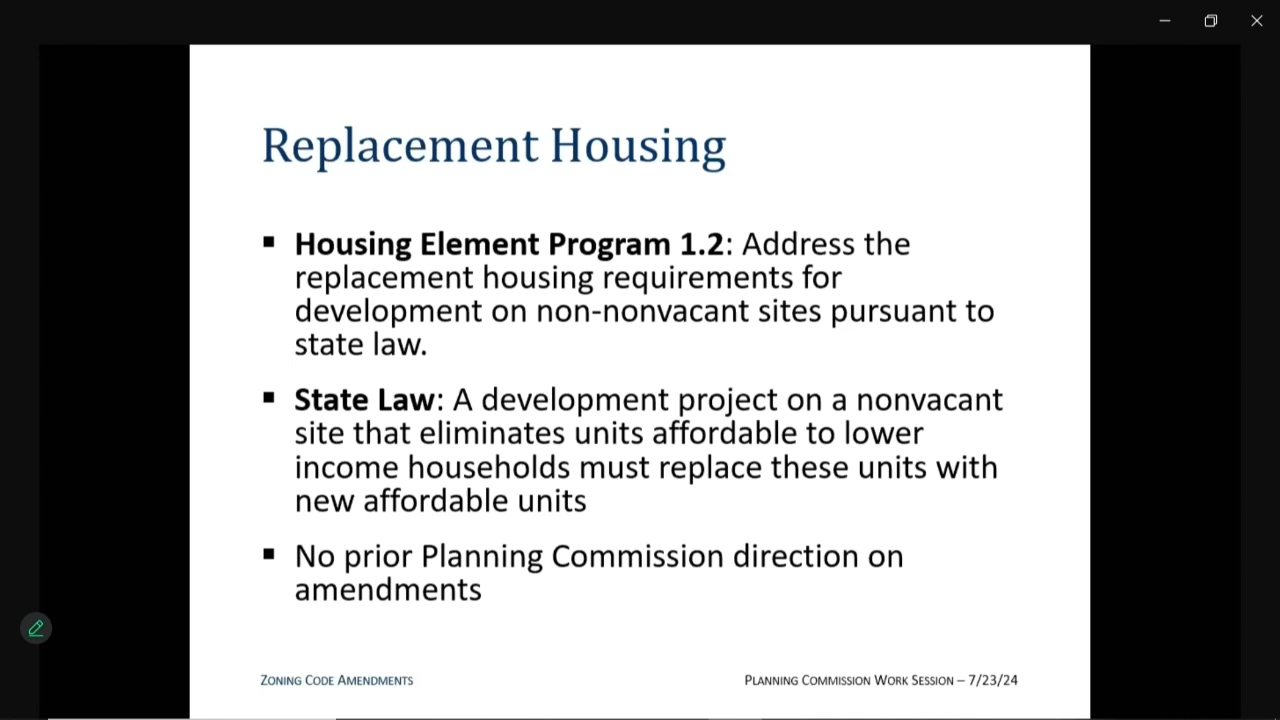 Replacement Housing
▪ Housing Element Program 1.2: Address the
replacement housing requirements for
development on non-nonvacant sites pursuant to
state law.
▪ State Law: A development project on a nonvacant
site that eliminates units affordable to lower
income households must replace these units with
new affordable units
▪ No prior Planning Commission direction on
amendments
ZONING CODE AMENDMENTS
PLANNING COMMISSION WORK SESSION – 7/23/24